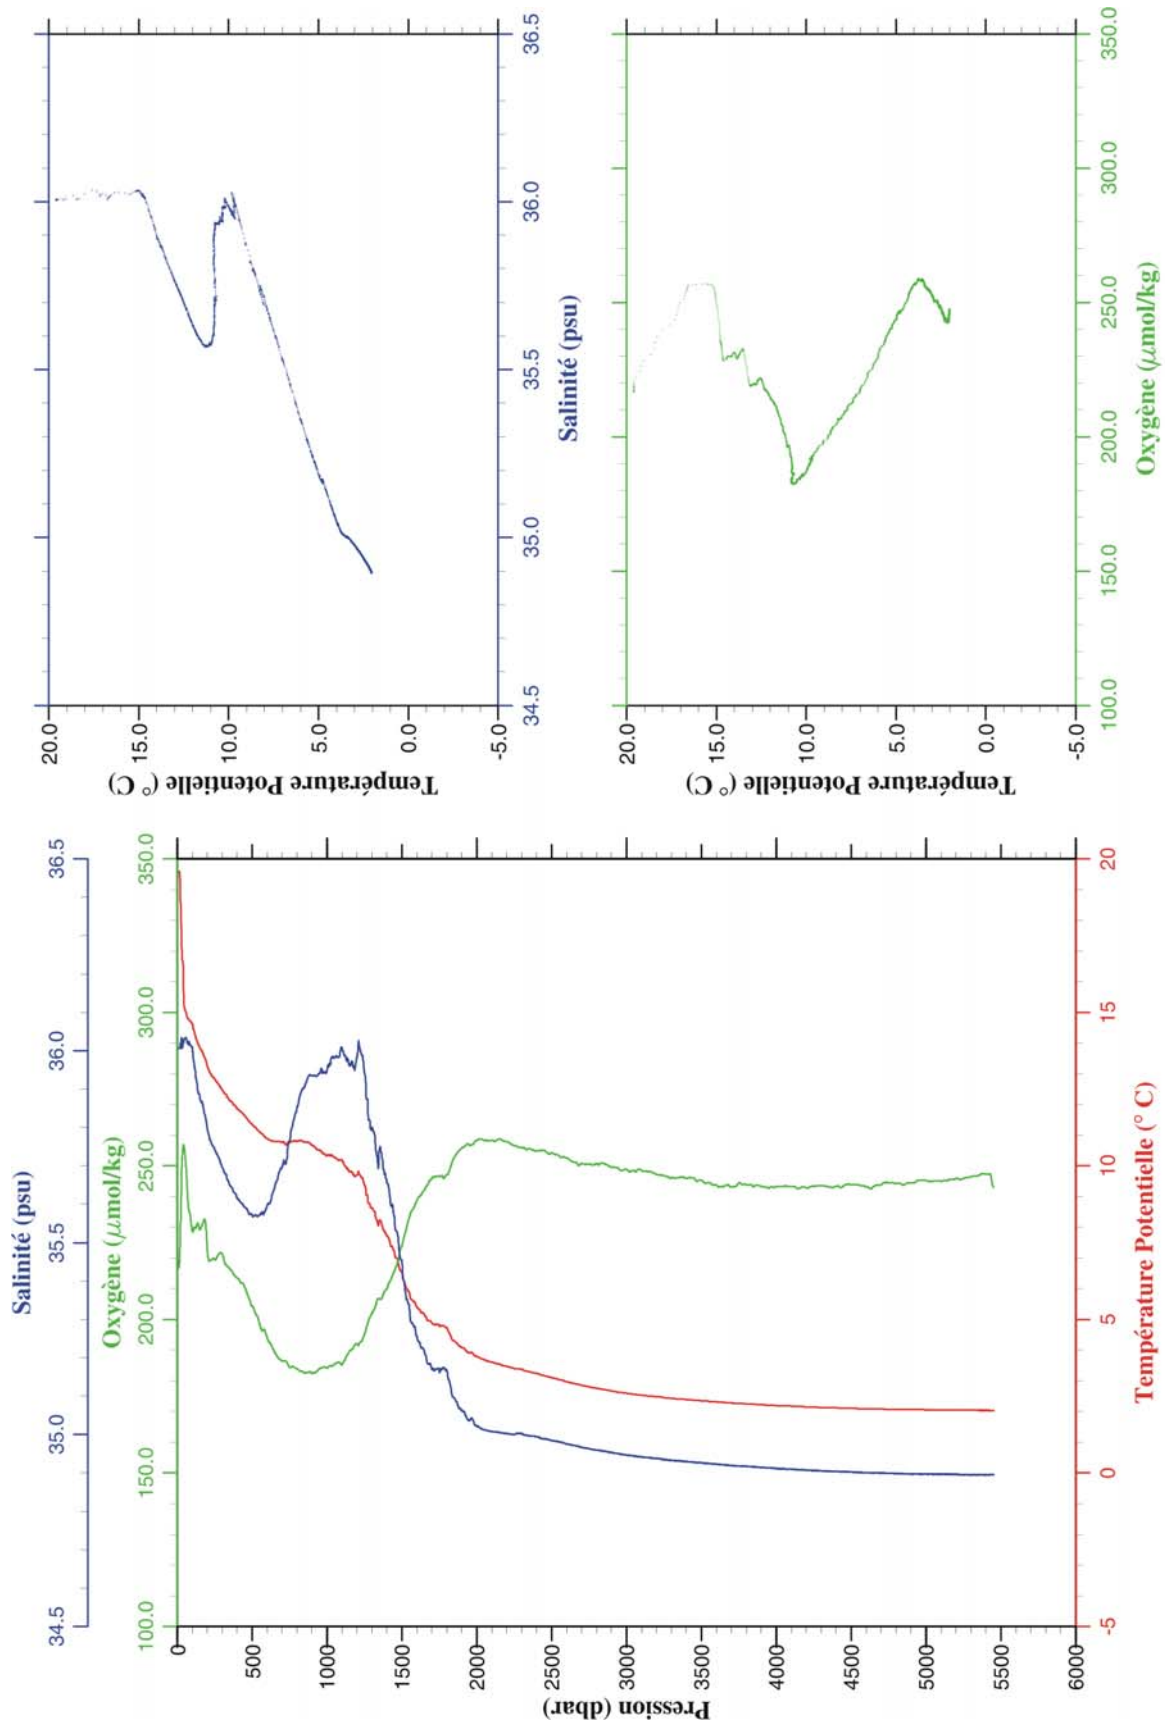 Salinité (psu)
34.5 35.0 35.5 36.0 36.5
Oxygène (μmol/kg)
100.0 150.0 200.0 250.0 300.0 350.0
Pression (dbar)
0
500
1000
1500
2000
2500
3000
3500
4000
4500
5000
5500
6000
-5 0 5 10 15 20
Température Potentielle (° C)
Température Potentielle (° C)
20.0
15.0
10.0
5.0
0.0
-5.0
34.5 35.0 35.5 36.0 36.5
Salinité (psu)
Température Potentielle (° C)
20.0
15.0
10.0
5.0
0.0
-5.0
100.0 150.0 200.0 250.0 300.0 350.0
Oxygène (μmol/kg)